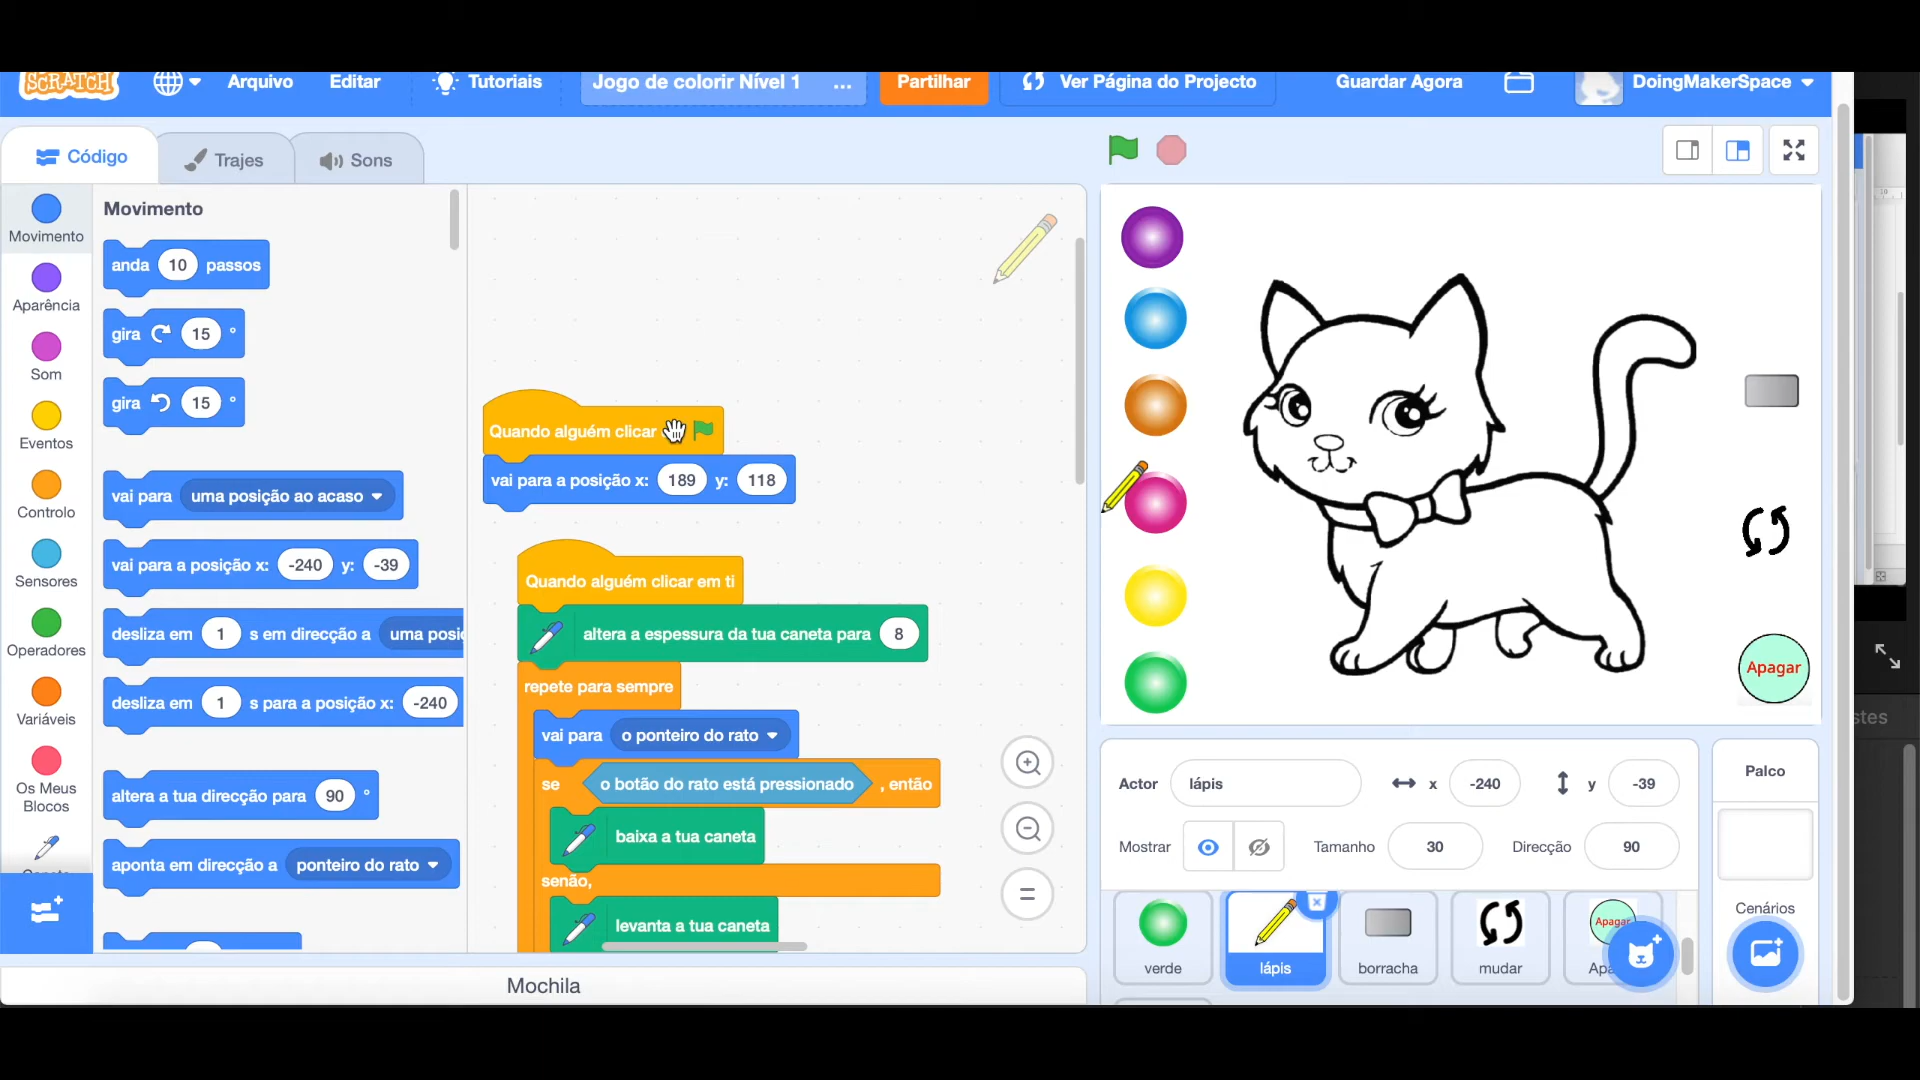 SCRATCH
Arquivo
Editar
Tutoriais
Jogo de colorir Nível 1
...
Partilhar
Ver Página do Projecto
Guardar Agora
DoingMakerSpace
Código
Trajes
Sons
Movimento
Aparência
Som
Eventos
Controlo
Sensores
Operadores
Variáveis
Os Meus
Blocos
Movimento
anda 10 passos
gira 15 °
gira 15 °
vai para uma posição ao acaso
vai para a posição x: -240 y: -39
desliza em 1 s em direcção a
desliza em 1 s para a posição x: -240
altera a tua direcção para 90 °
aponta em direcção a ponteiro do rato
Quando alguém clicar
vai para a posição x: 189 y: 118
Quando alguém clicar em ti
altera a espessura da tua caneta para 8
repete para sempre
vai para o ponteiro do rato
se o botão do rato está pressionado , então
baixa a tua caneta
senão,
levanta a tua caneta
Mochila
Apagar
Actor lápis x -240 y -39
Mostrar Tamanho 30 Direcção 90
verde
lápis
borracha
mudar
Apagar
Palco
Cenários